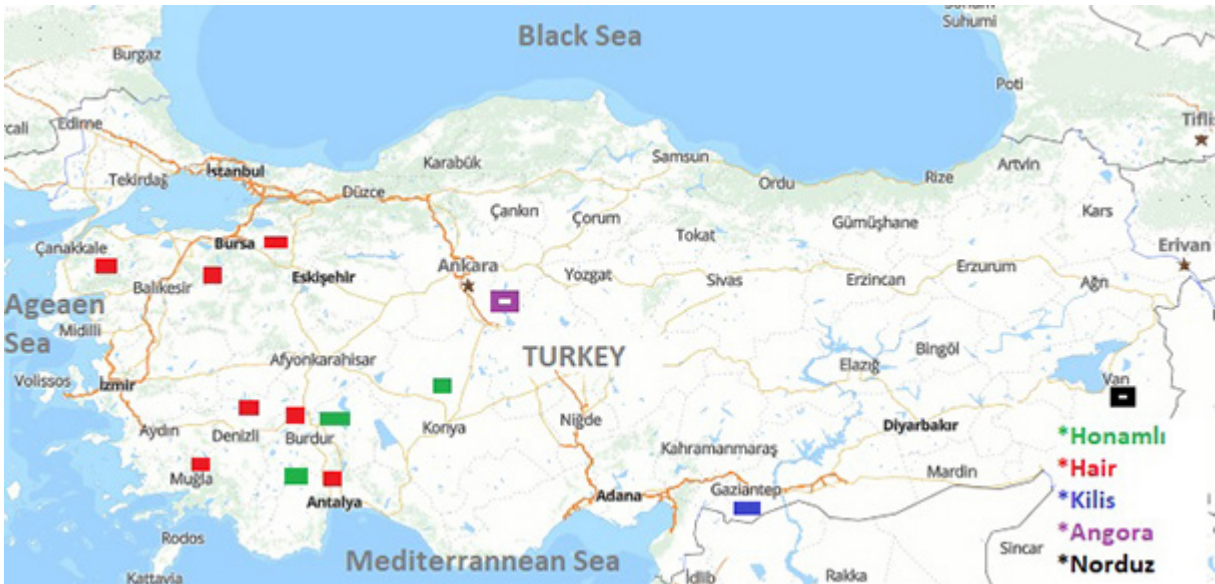 Black Sea
Suhumi
Burgaz
Poti
Edirne
Tiflis
İstanbul
Tekirdağ
Karabük
Samsun
Artvin
Düzce
Ordu
Rize
Çankırı
Çorum
Gümüşhane
Kars
Tokat
Çanakkale
Bursa
Erivan
Eskişehir
Ankara
Yozgat
Sivas
Erzincan
Erzurum
Ağrı
Balıkesir
Ageaen
Sea
Midilli
TURKEY
Afyonkarahisar
Bingöl
Elazığ
Volissos
İzmir
Van
Niğde
Aydın
Denizli
Burdur
Konya
Diyarbakır
*Honamlı
Kahramanmaraş
*Hair
Mardin
Muğla
Antalya
Adana
Gaziantep
*Kilis
*Angora
Rodos
Mediterrannean Sea
Sincar
*Norduz
Kattavia
İdlib
Rakka